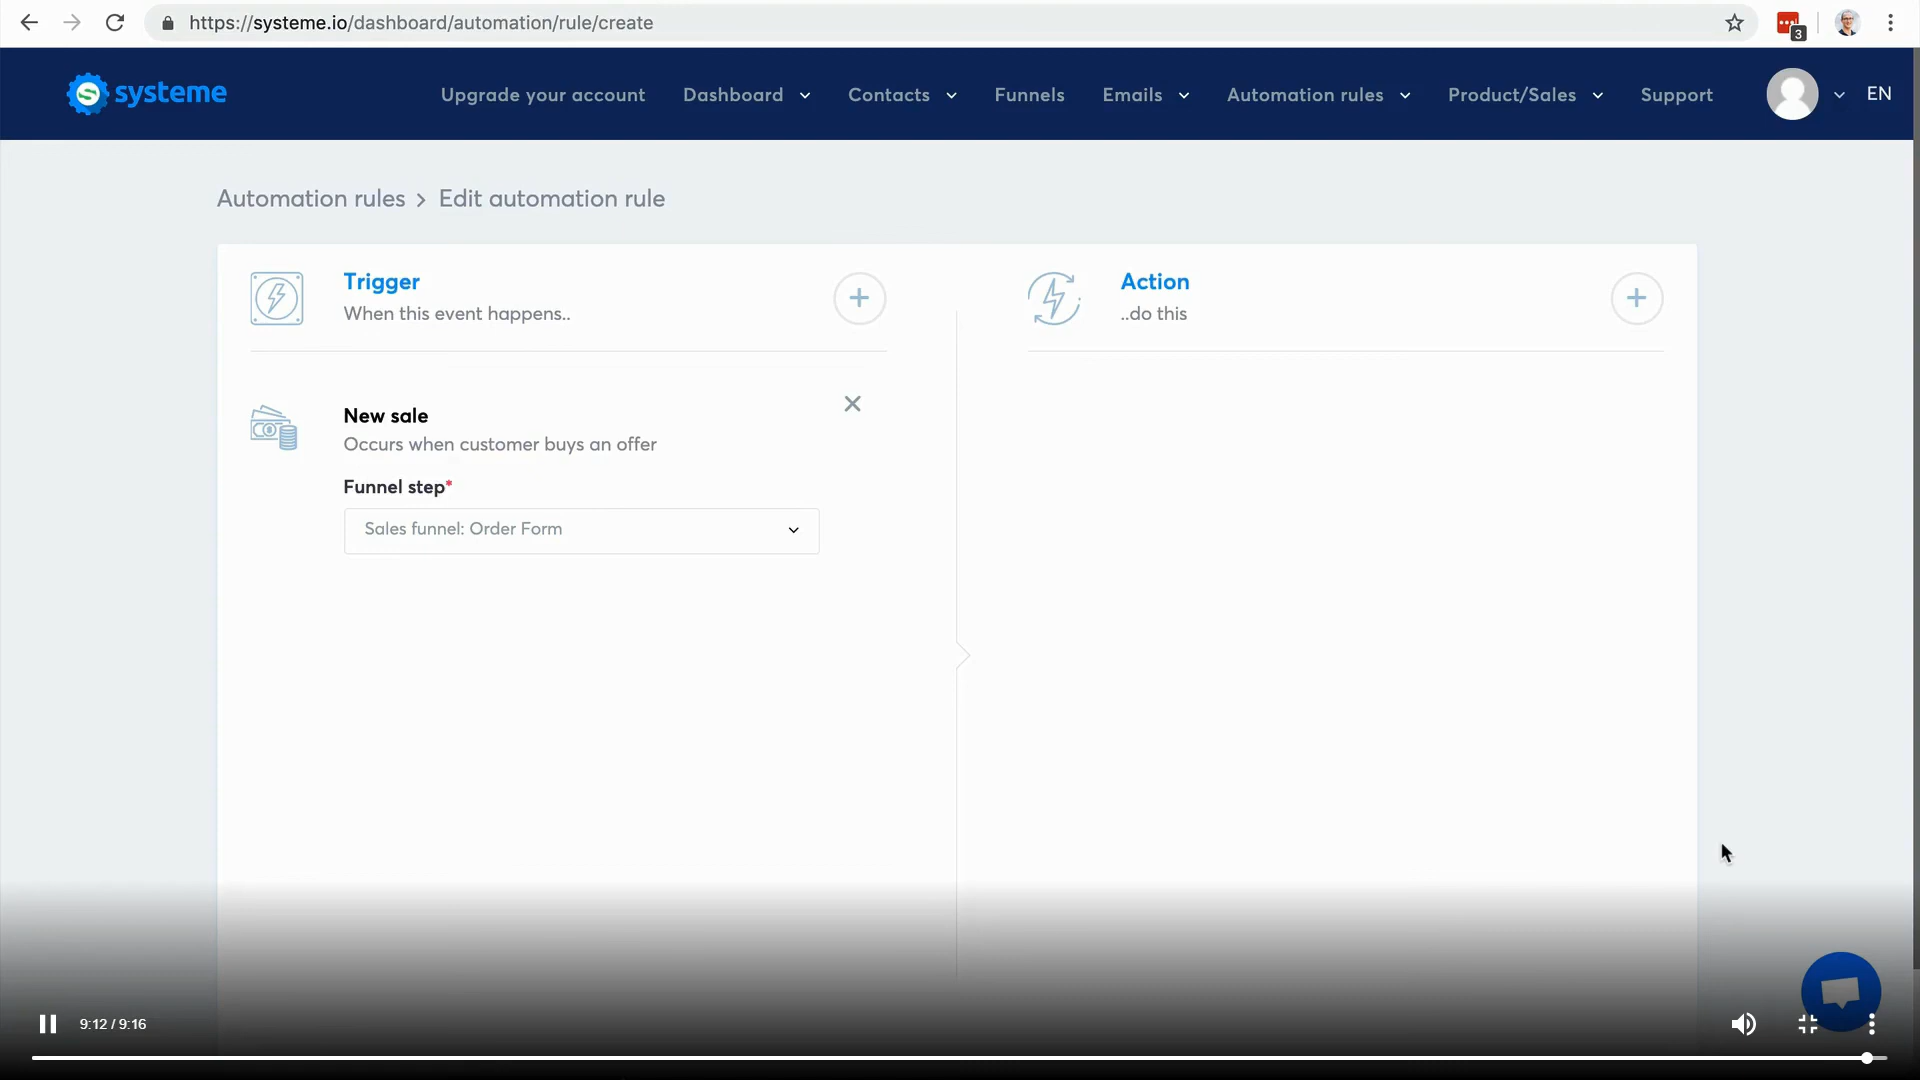 https://systeme.io/dashboard/automation/rule/create
3
systeme
Upgrade your account Dashboard Contacts Funnels Emails Automation rules Product/Sales Support EN
Automation rules > Edit automation rule
Trigger
When this event happens..
Action
..do this
New sale
Occurs when customer buys an offer
Funnel step*
Sales funnel: Order Form
9:12 / 9:16